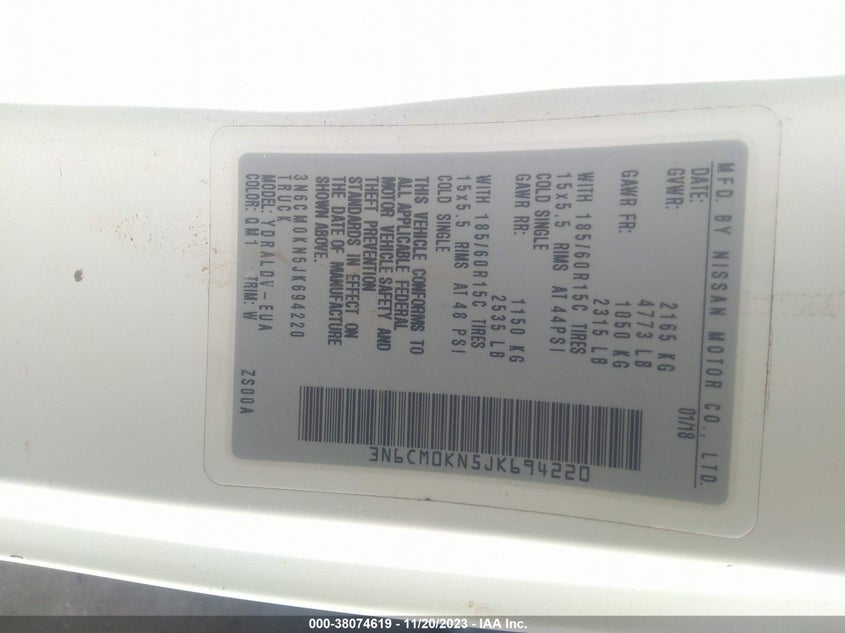 MFD. BY NISSAN MOTOR CO., LTD.
DATE: 01/18
GVWR: 2165 KG
4773 LB
GAWR FR: 1050 KG
2315 LB
WITH 185/60R15C TIRES
15x5.5 RIMS AT 44PSI
COLD SINGLE
GAWR RR: 1150 KG
2535 LB
WITH 185/60R15C TIRES
15x5.5 RIMS AT 48 PSI
COLD SINGLE
THIS VEHICLE CONFORMS TO
ALL APPLICABLE FEDERAL
MOTOR VEHICLE SAFETY AND
THEFT PREVENTION
STANDARDS IN EFFECT ON
THE DATE OF MANUFACTURE
SHOWN ABOVE.
3N6CM0KN5JK694220
TRUCK
MODEL: YDRALDV-EUA
COLOR: QM1 TRIM: W ZS00A
3N6CM0KN5JK694220
000-38074619 - 11/20/2023 - IAA Inc.